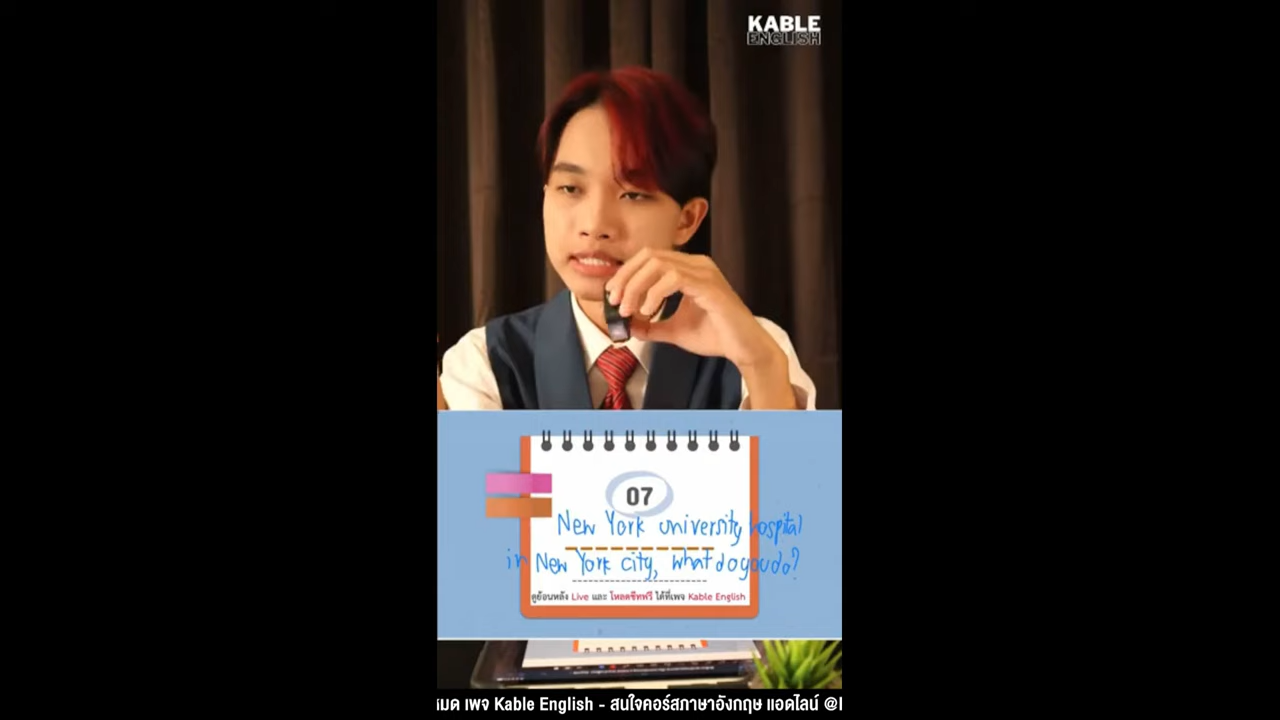 KABLE
ENGLISH
07
New York university hospital
in New York city, what do you do?
ดูย้อนหลัง Live และ โหลดชีทฟรี ได้ที่เพจ Kable English
เพจ Kable English - สนใจคอร์สภาษาอังกฤษ แอดไลน์